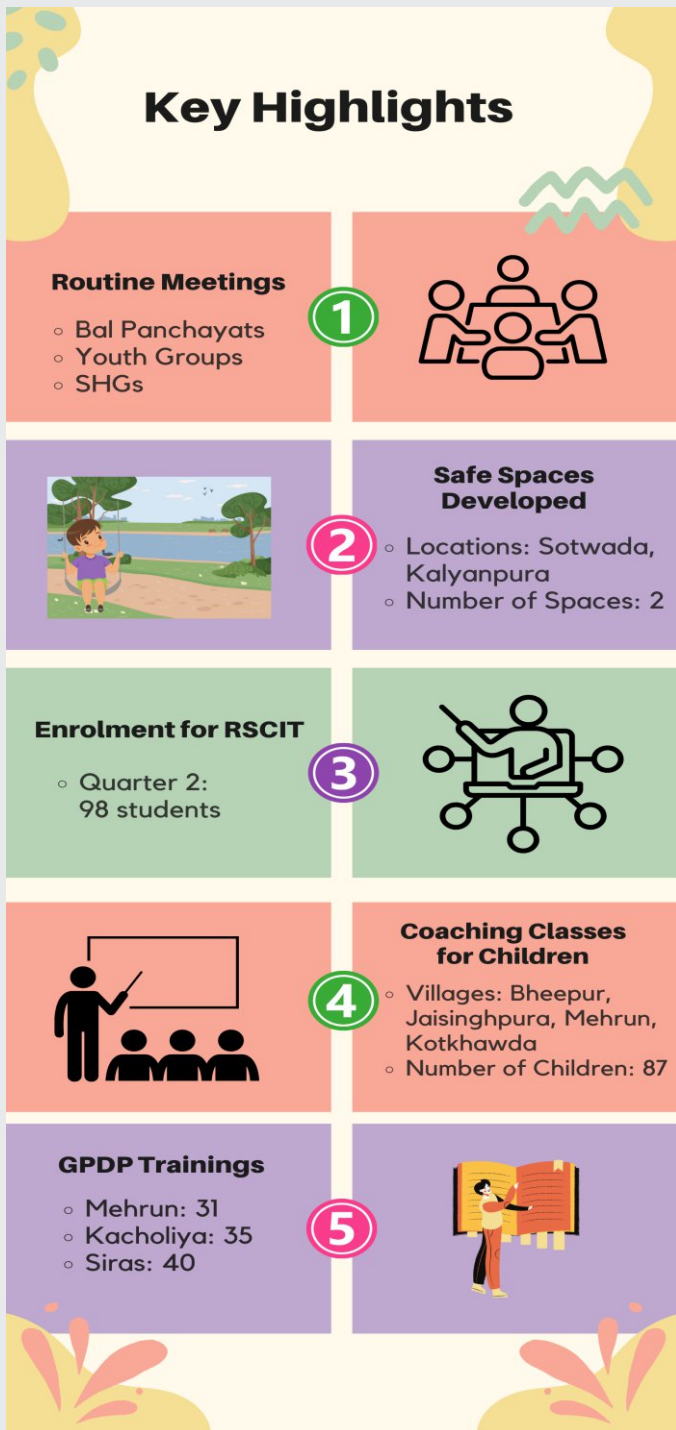 Key Highlights
Routine Meetings
◦ Bal Panchayats
◦ Youth Groups
◦ SHGs
1
2
Safe Spaces
Developed
◦ Locations: Sotwada,
Kalyanpura
◦ Number of Spaces: 2
Enrolment for RSCIT
◦ Quarter 2:
98 students
3
4
Coaching Classes
for Children
◦ Villages: Bheepur,
Jaisinghpura, Mehrun,
Kotkhawda
◦ Number of Children: 87
GPDP Trainings
◦ Mehrun: 31
◦ Kacholiya: 35
◦ Siras: 40
5